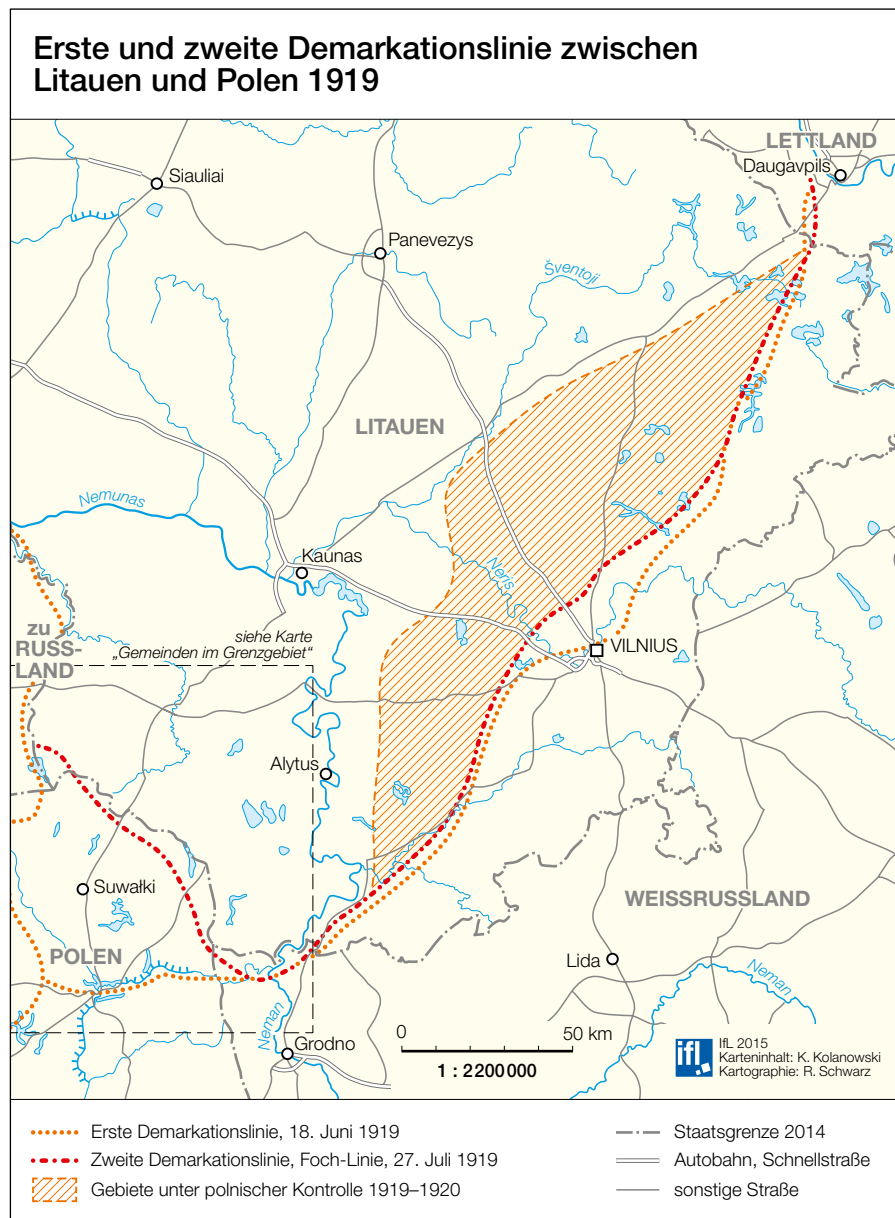 Erste und zweite Demarkationslinie zwischen
Litauen und Polen 1919
LETTLAND
Daugavpils
Siauliai
Panevezys
Šventoji
LITAUEN
Nemunas
Kaunas
Neris
zu
RUSS-
LAND
siehe Karte
„Gemeinden im Grenzgebiet“
VILNIUS
Alytus
Suwałki
WEISSRUSSLAND
POLEN
Lida
Neman
Neman
Grodno
0 50 km
1 : 2200000
ifl
IfL 2015
Karteninhalt: K. Kolanowski
Kartographie: R. Schwarz
Erste Demarkationslinie, 18. Juni 1919
Zweite Demarkationslinie, Foch-Linie, 27. Juli 1919
Gebiete unter polnischer Kontrolle 1919–1920
Staatsgrenze 2014
Autobahn, Schnellstraße
sonstige Straße